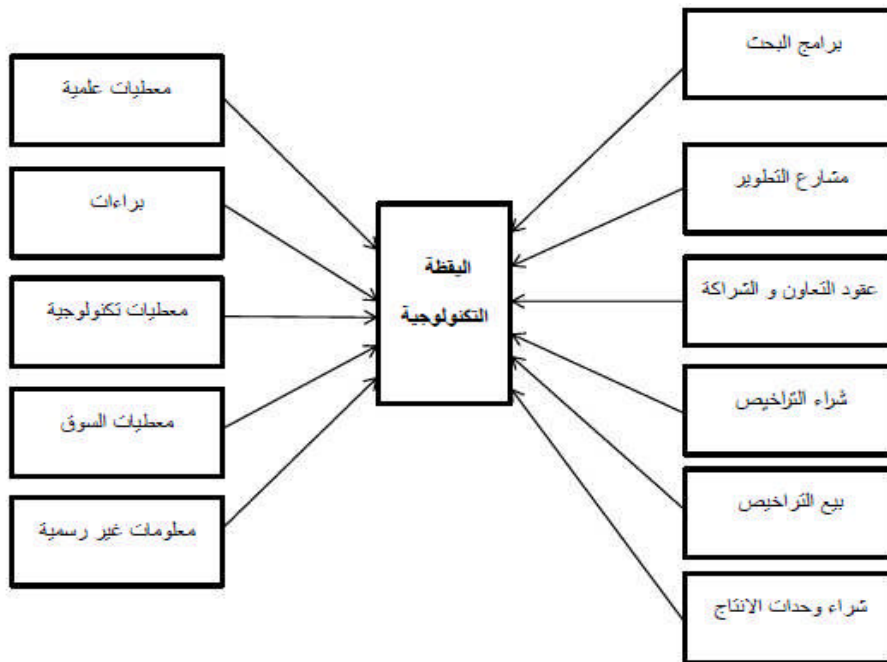 برامج البحث
معطيات علمية
مشارع التطوير
براءات
اليقظة
التكنولوجية
عقود التعاون و الشراكة
معطيات تكنولوجية
شراء التراخيص
معطيات السوق
بيع التراخيص
معلومات غير رسمية
شراء وحدات الانتاج